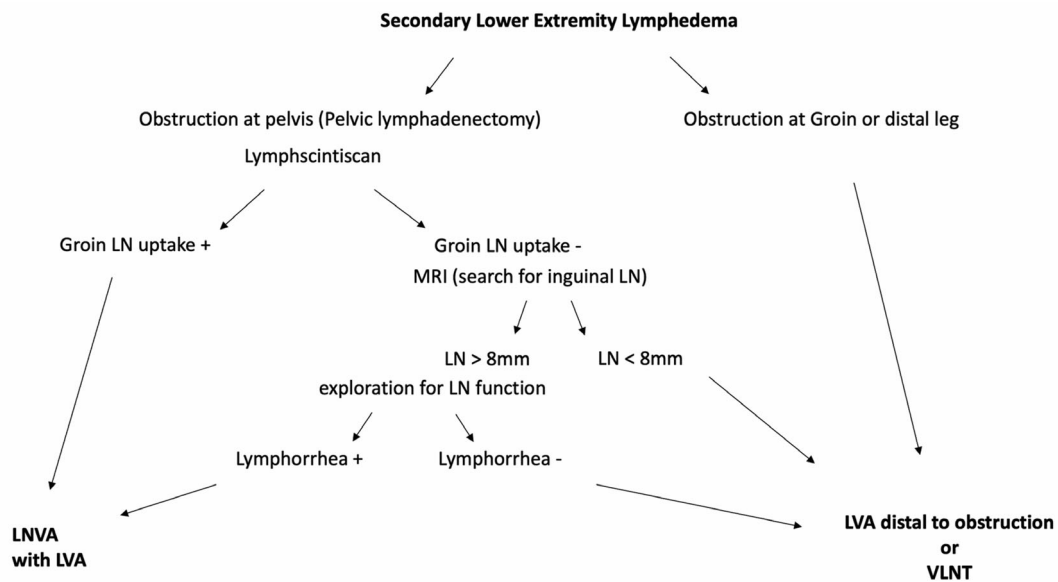 Secondary Lower Extremity Lymphedema
Obstruction at pelvis (Pelvic lymphadenectomy)
Obstruction at Groin or distal leg
Lymphscintiscan
Groin LN uptake +
Groin LN uptake -
MRI (search for inguinal LN)
LN > 8mm
LN < 8mm
exploration for LN function
Lymphorrhea +
Lymphorrhea -
LNVA
with LVA
LVA distal to obstruction
or
VLNT